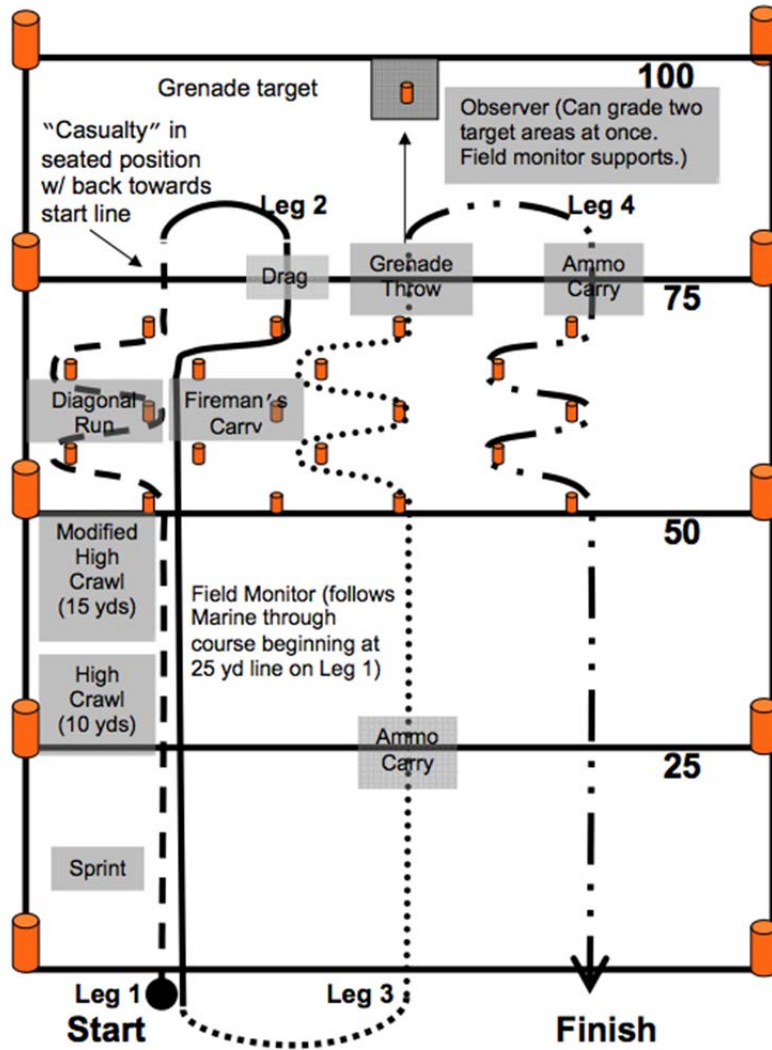 100
Grenade target
Observer (Can grade two
target areas at once.
Field monitor supports.)
"Casualty" in
seated position
w/ back towards
start line
Leg 2
Leg 4
Drag
Grenade
Throw
Ammo
Carry
75
Diagonal
Run
Fireman's
Carry
50
Modified
High
Crawl
(15 yds)
Field Monitor (follows
Marine through
course beginning at
25 yd line on Leg 1)
High
Crawl
(10 yds)
Ammo
Carry
25
Sprint
Leg 1
Leg 3
Start
Finish